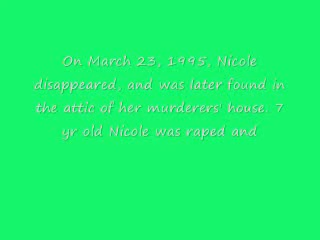 On March 23, 1995, Nicole
disappeared, and was later found in
the attic of her murderers' house. 7
yr old Nicole was raped and